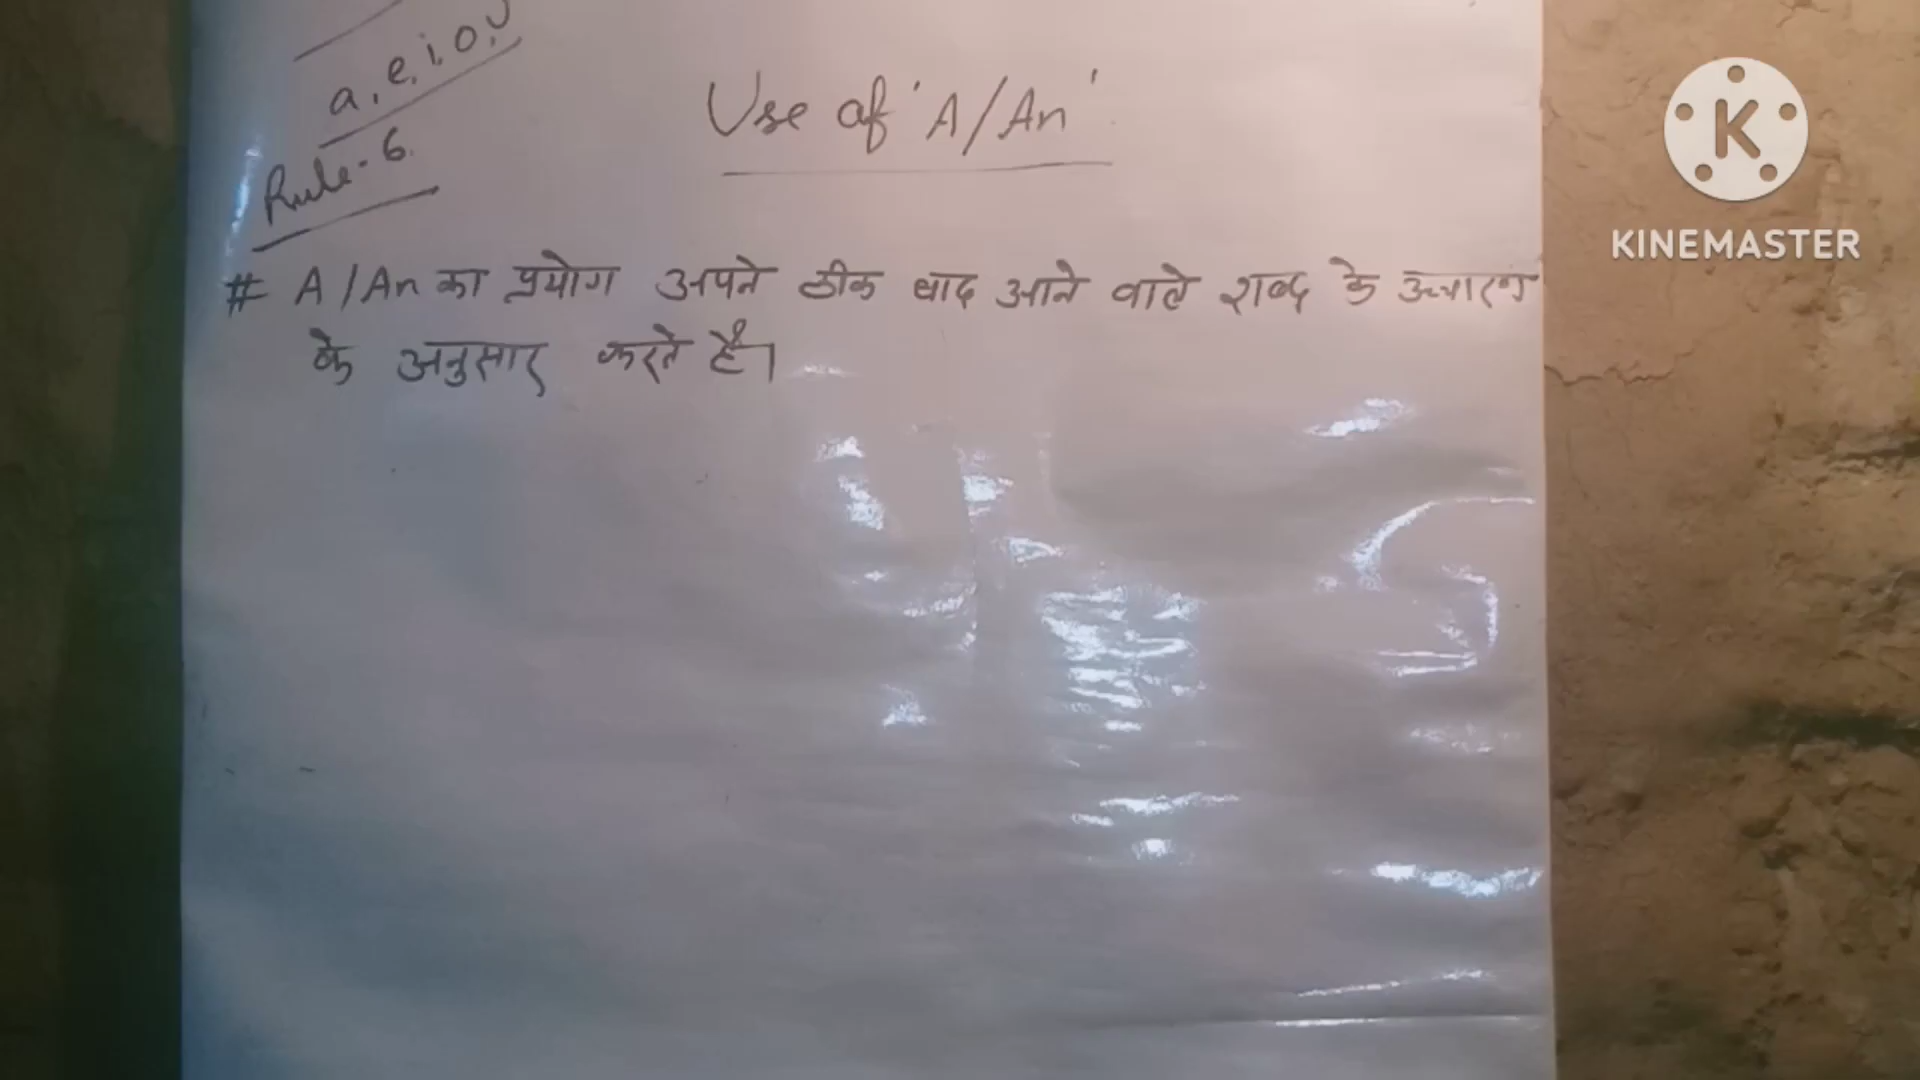 a, e, i, o, u
Use of 'A/An'
Rule - 6.
# A/An का प्रयोग अपने ठीक बाद आने वाले शब्द के उच्चारण
के अनुसार करते हैं।
K
KINEMASTER